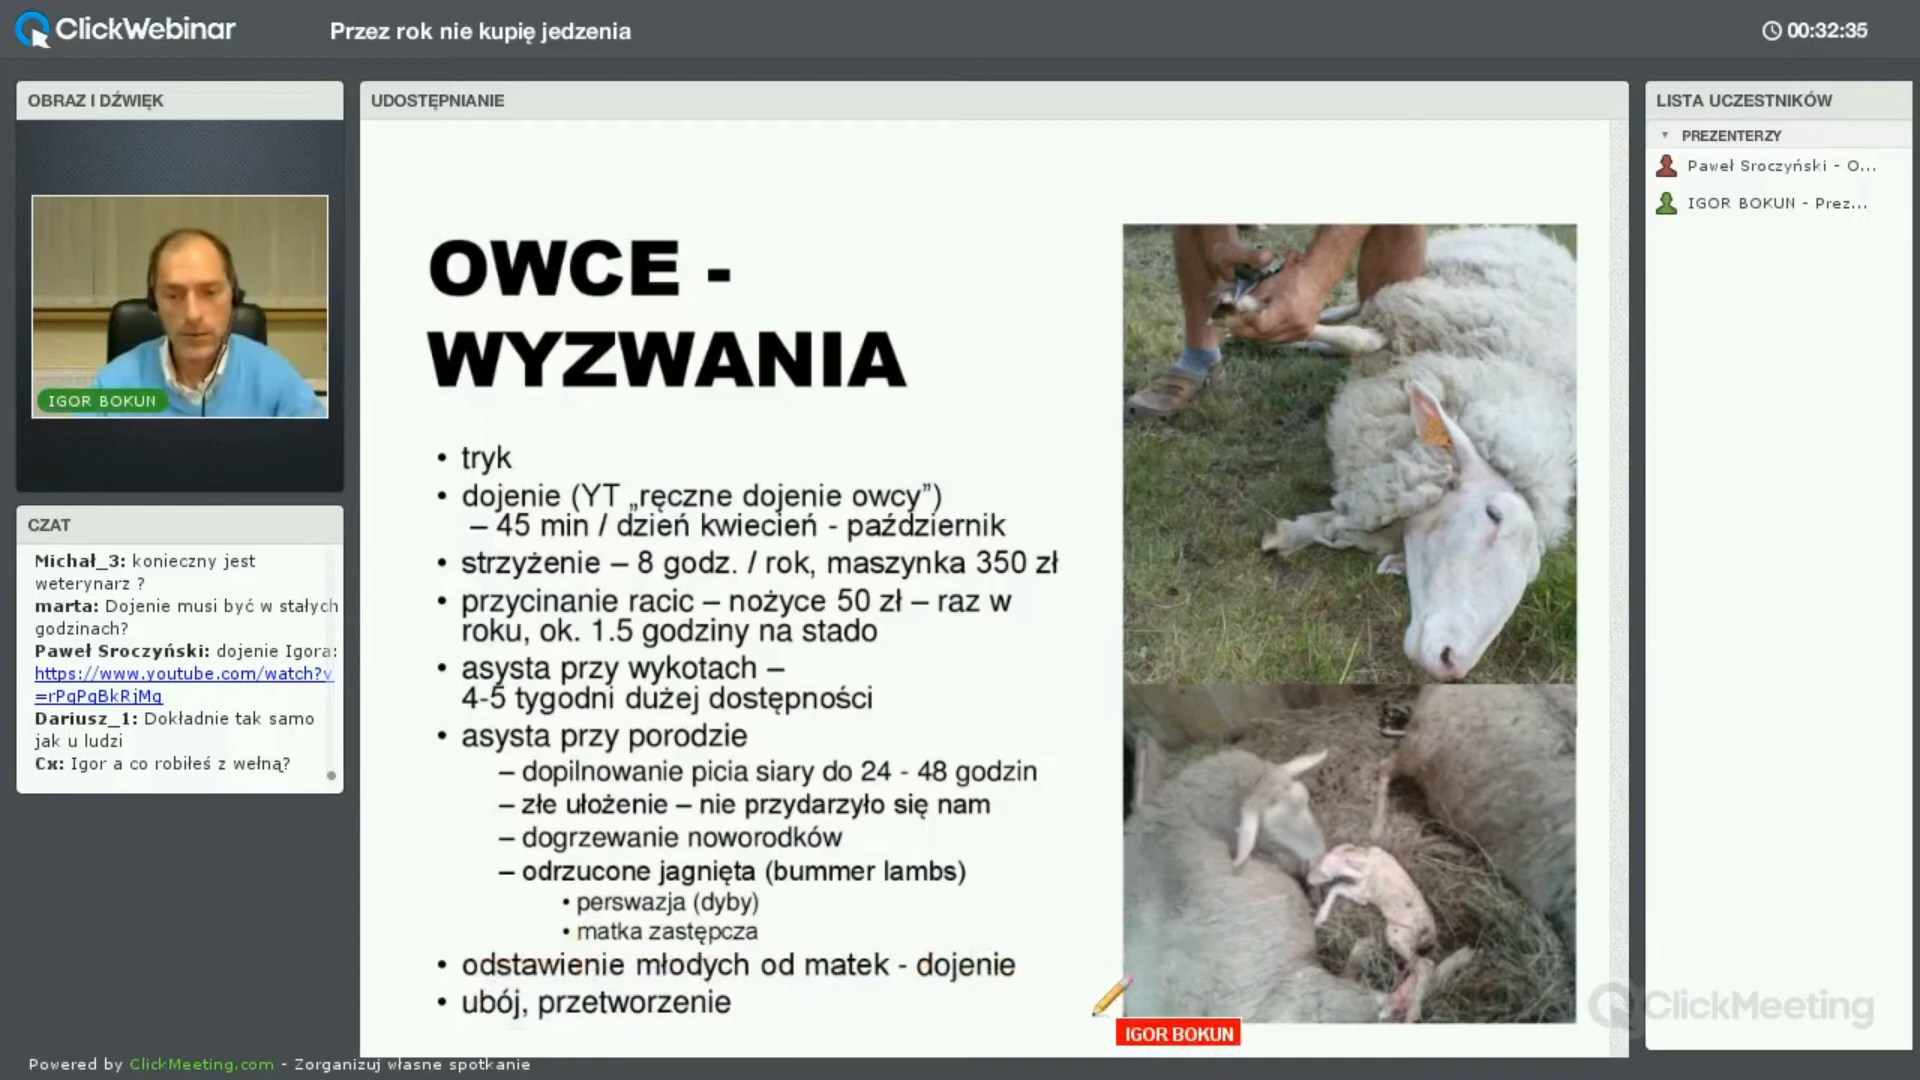 ClickWebinar
Przez rok nie kupię jedzenia
00:32:35
OBRAZ I DŹWIĘK
IGOR BOKUN
CZAT
Michał_3: konieczny jest
weterynarz ?
marta: Dojenie musi być w stałych
godzinach?
Paweł Sroczyński: dojenie Igora:
https://www.youtube.com/watch?v
=rPqPqBkRjMg
Dariusz_1: Dokładnie tak samo
jak u ludzi
Cx: Igor a co robiłeś z wełną?
UDOSTĘPNIANIE
OWCE -
WYZWANIA
• tryk
• dojenie (YT „ręczne dojenie owcy”)
– 45 min / dzień kwiecień - październik
• strzyżenie – 8 godz. / rok, maszynka 350 zł
• przycinanie racic – nożyce 50 zł – raz w
roku, ok. 1.5 godziny na stado
• asysta przy wykotach –
4-5 tygodni dużej dostępności
• asysta przy porodzie
– dopilnowanie picia siary do 24 - 48 godzin
– złe ułożenie – nie przydarzyło się nam
– dogrzewanie noworodków
– odrzucone jagnięta (bummer lambs)
• perswazja (dyby)
• matka zastępcza
• odstawienie młodych od matek - dojenie
• ubój, przetworzenie
IGOR BOKUN
LISTA UCZESTNIKÓW
PREZENTERZY
Paweł Sroczyński - O...
IGOR BOKUN - Prez...
ClickMeeting
Powered by ClickMeeting.com - Zorganizuj własne spotkanie